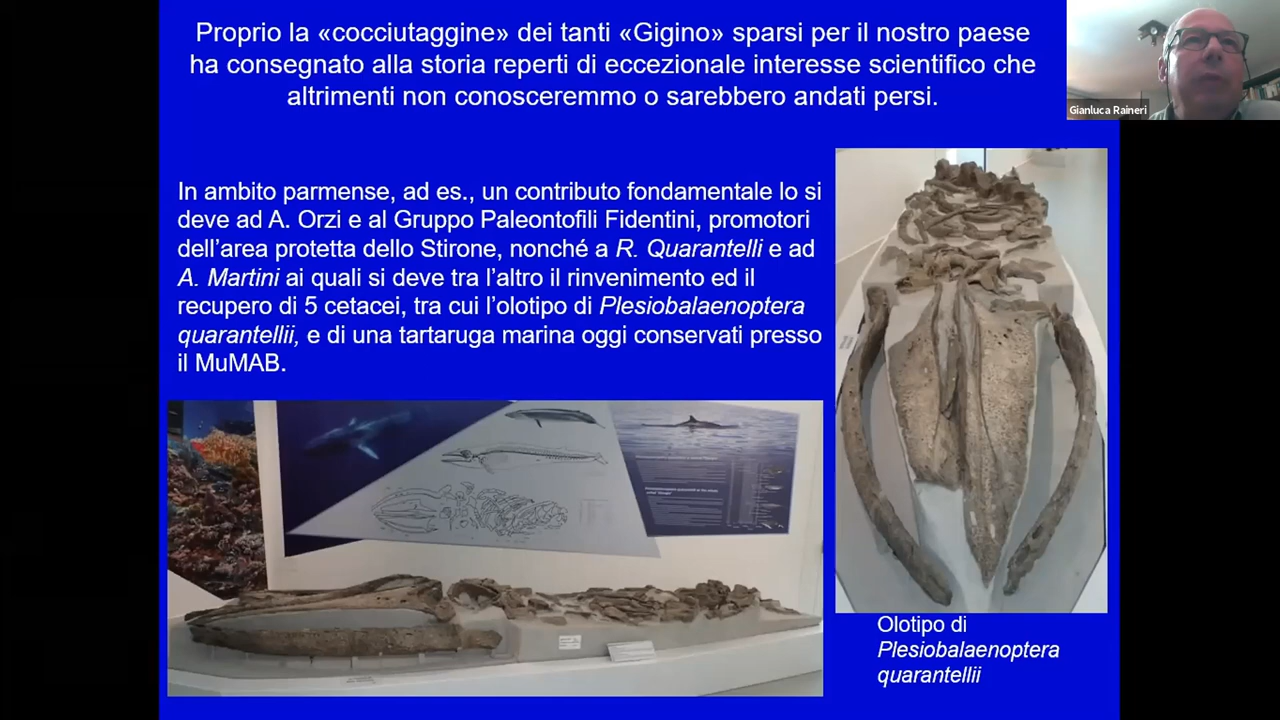 Proprio la «cocciutaggine» dei tanti «Gigino» sparsi per il nostro paese
ha consegnato alla storia reperti di eccezionale interesse scientifico che
altrimenti non conosceremmo o sarebbero andati persi.
Gianluca Raineri
In ambito parmense, ad es., un contributo fondamentale lo si
deve ad A. Orzi e al Gruppo Paleontofili Fidentini, promotori
dell'area protetta dello Stirone, nonché a R. Quarantelli e ad
A. Martini ai quali si deve tra l'altro il rinvenimento ed il
recupero di 5 cetacei, tra cui l'olotipo di Plesiobalaenoptera
quarantellii, e di una tartaruga marina oggi conservati presso
il MuMAB.
Olotipo di
Plesiobalaenoptera
quarantellii